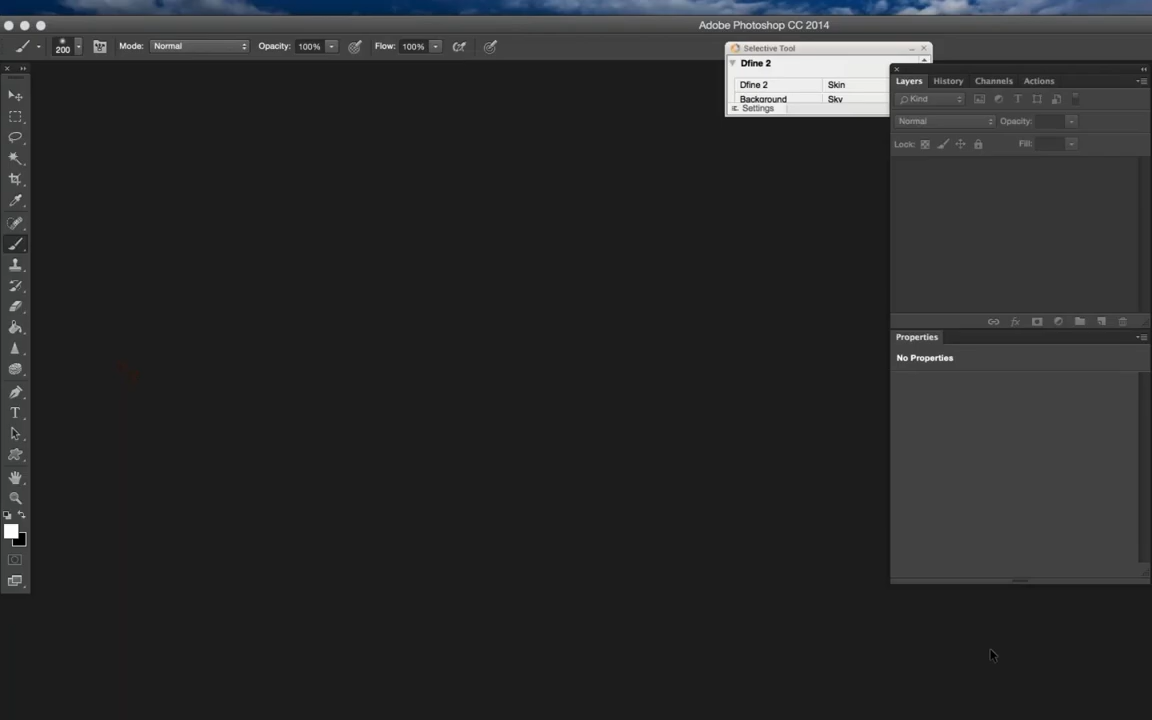 Adobe Photoshop CC 2014
200 Mode: Normal Opacity: 100% Flow: 100%
Selective Tool
Dfine 2
Dfine 2 Skin
Background Sky
Settings
Layers History Channels Actions
Kind
Normal Opacity:
Lock: Fill:
Properties
No Properties
T